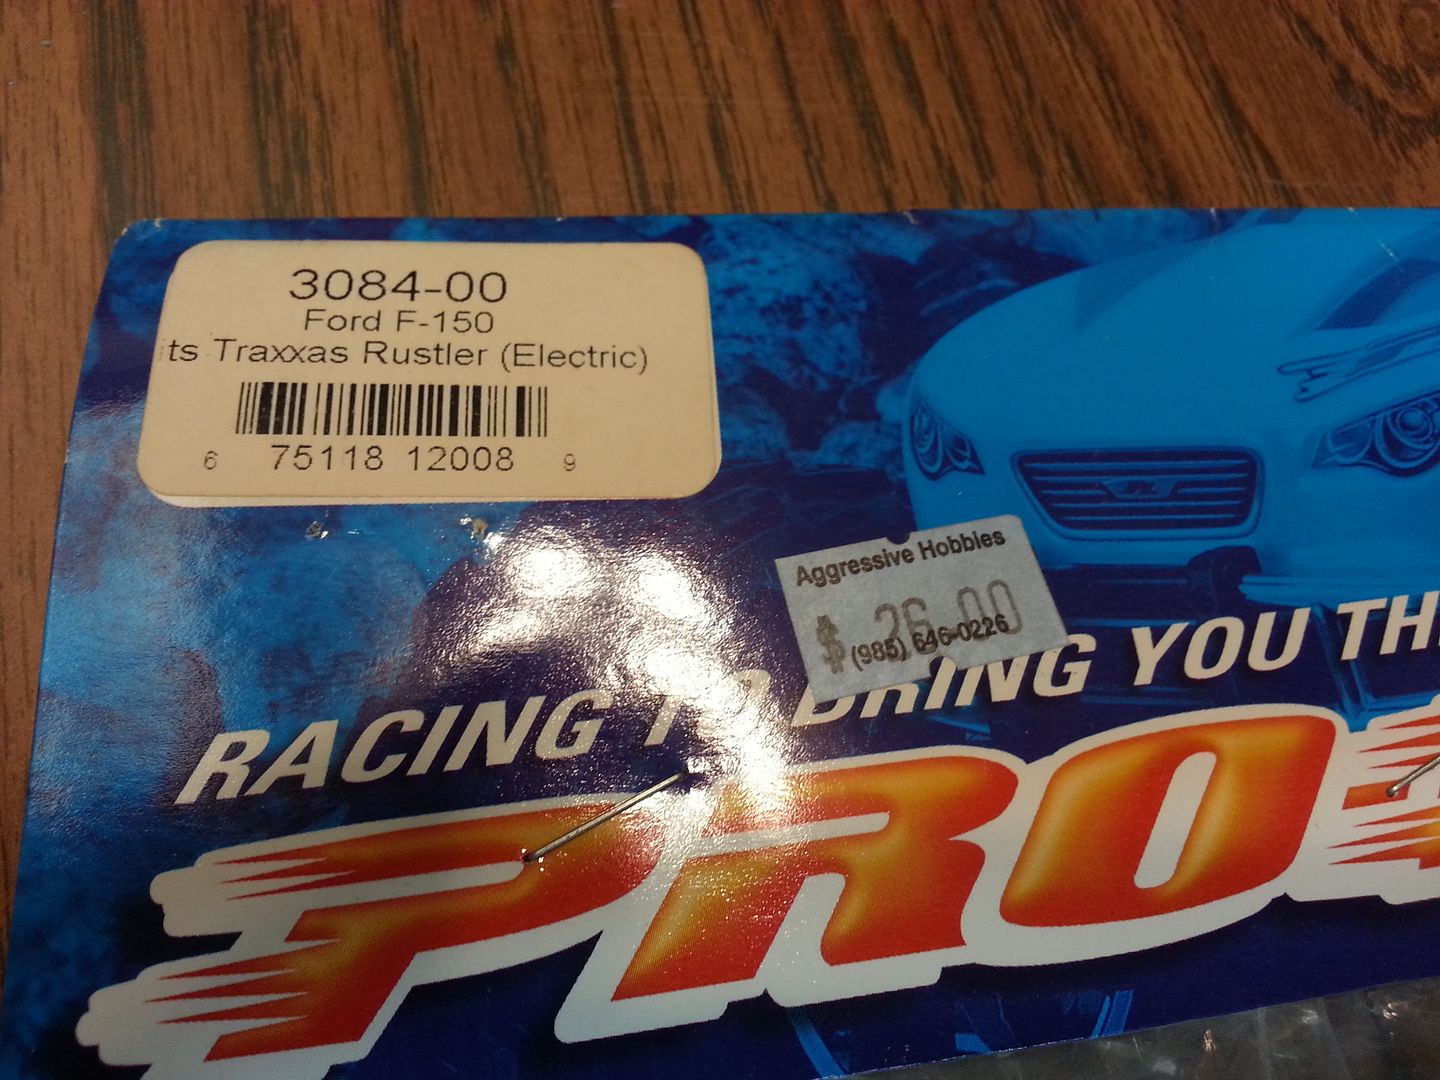 3084-00
Ford F-150
its Traxxas Rustler (Electric)
6 75118 12008 9
Aggressive Hobbies
$ 26.00
(985) 646-0226
RACING TO BRING YOU TH
PRO